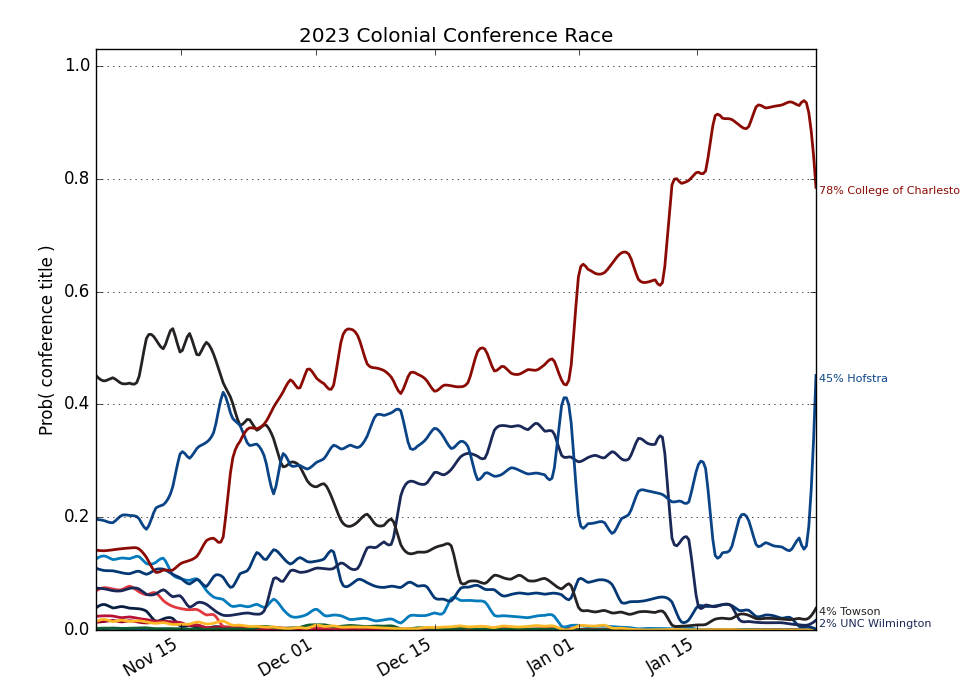 2023 Colonial Conference Race
Prob( conference title )
1.0
0.8
0.6
0.4
0.2
0.0
78% College of Charlesto
45% Hofstra
4% Towson
2% UNC Wilmington
Nov 15
Dec 01
Dec 15
Jan 01
Jan 15